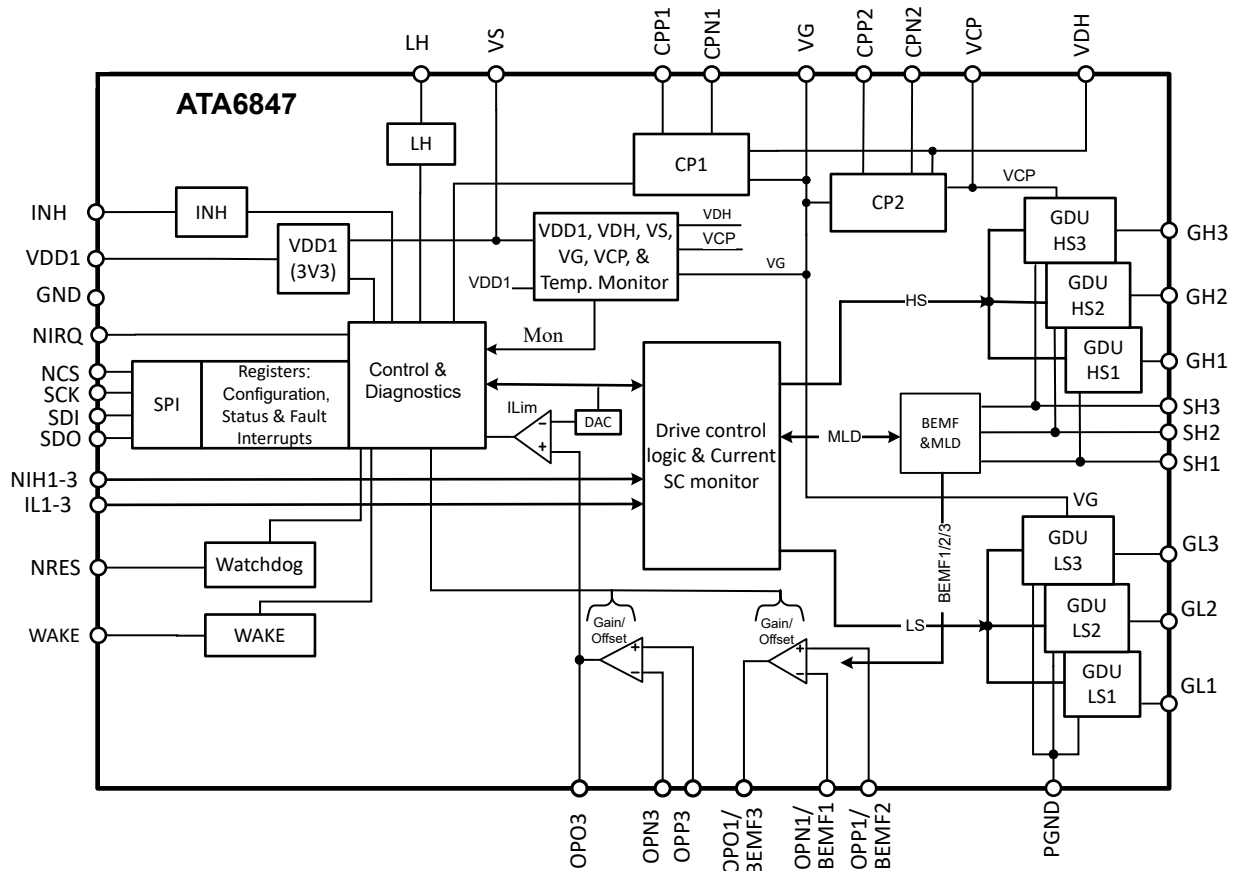 LH
VS
CPP1
CPN1
VG
CPP2
CPN2
VCP
VDH
ATA6847
LH
CP1
CP2
VCP
INH
INH
VDD1
VDD1
(3V3)
GND
NIRQ
NCS
SCK
SDI
SDO
NIH1-3
IL1-3
NRES
WAKE
VDD1, VDH, VS,
VG, VCP, &
Temp. Monitor
VDH
VCP
VG
VDD1
Mon
SPI
Registers:
Configuration,
Status & Fault
Interrupts
Control &
Diagnostics
ILim
−
+
DAC
Drive control
logic & Current
SC monitor
HS
MLD
LS
BEMF
&MLD
BEMF1/2/3
GDU
HS3
GDU
HS2
GDU
HS1
GH3
GH2
GH1
SH3
SH2
SH1
VG
GDU
LS3
GDU
LS2
GDU
LS1
GL3
GL2
GL1
Watchdog
WAKE
Gain/
Offset
+
−
Gain/
Offset
+
−
OPO3
OPN3
OPP3
OPO1/
BEMF3
OPN1/
BEMF1
OPP1/
BEMF2
PGND